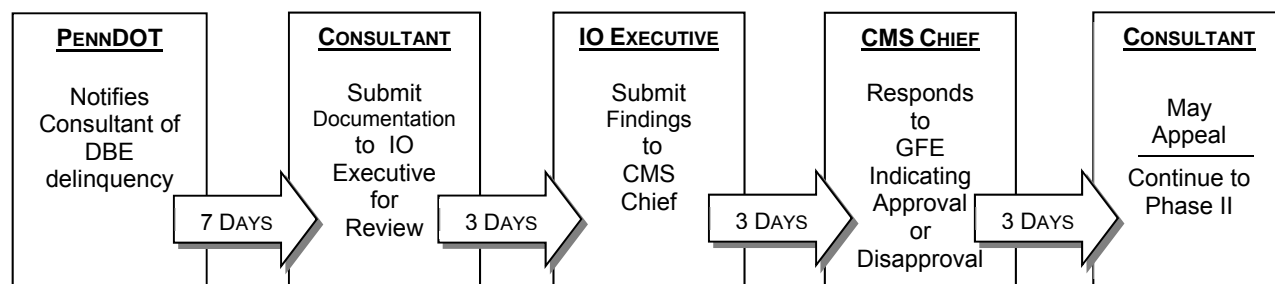 PENNDOT
Notifies
Consultant of
DBE
delinquency
7 DAYS
CONSULTANT
Submit
Documentation
to IO
Executive
for
Review
3 DAYS
IO EXECUTIVE
Submit
Findings
to
CMS
Chief
3 DAYS
CMS CHIEF
Responds
to
GFE
Indicating
Approval
or
Disapproval
3 DAYS
CONSULTANT
May
Appeal
Continue to
Phase II